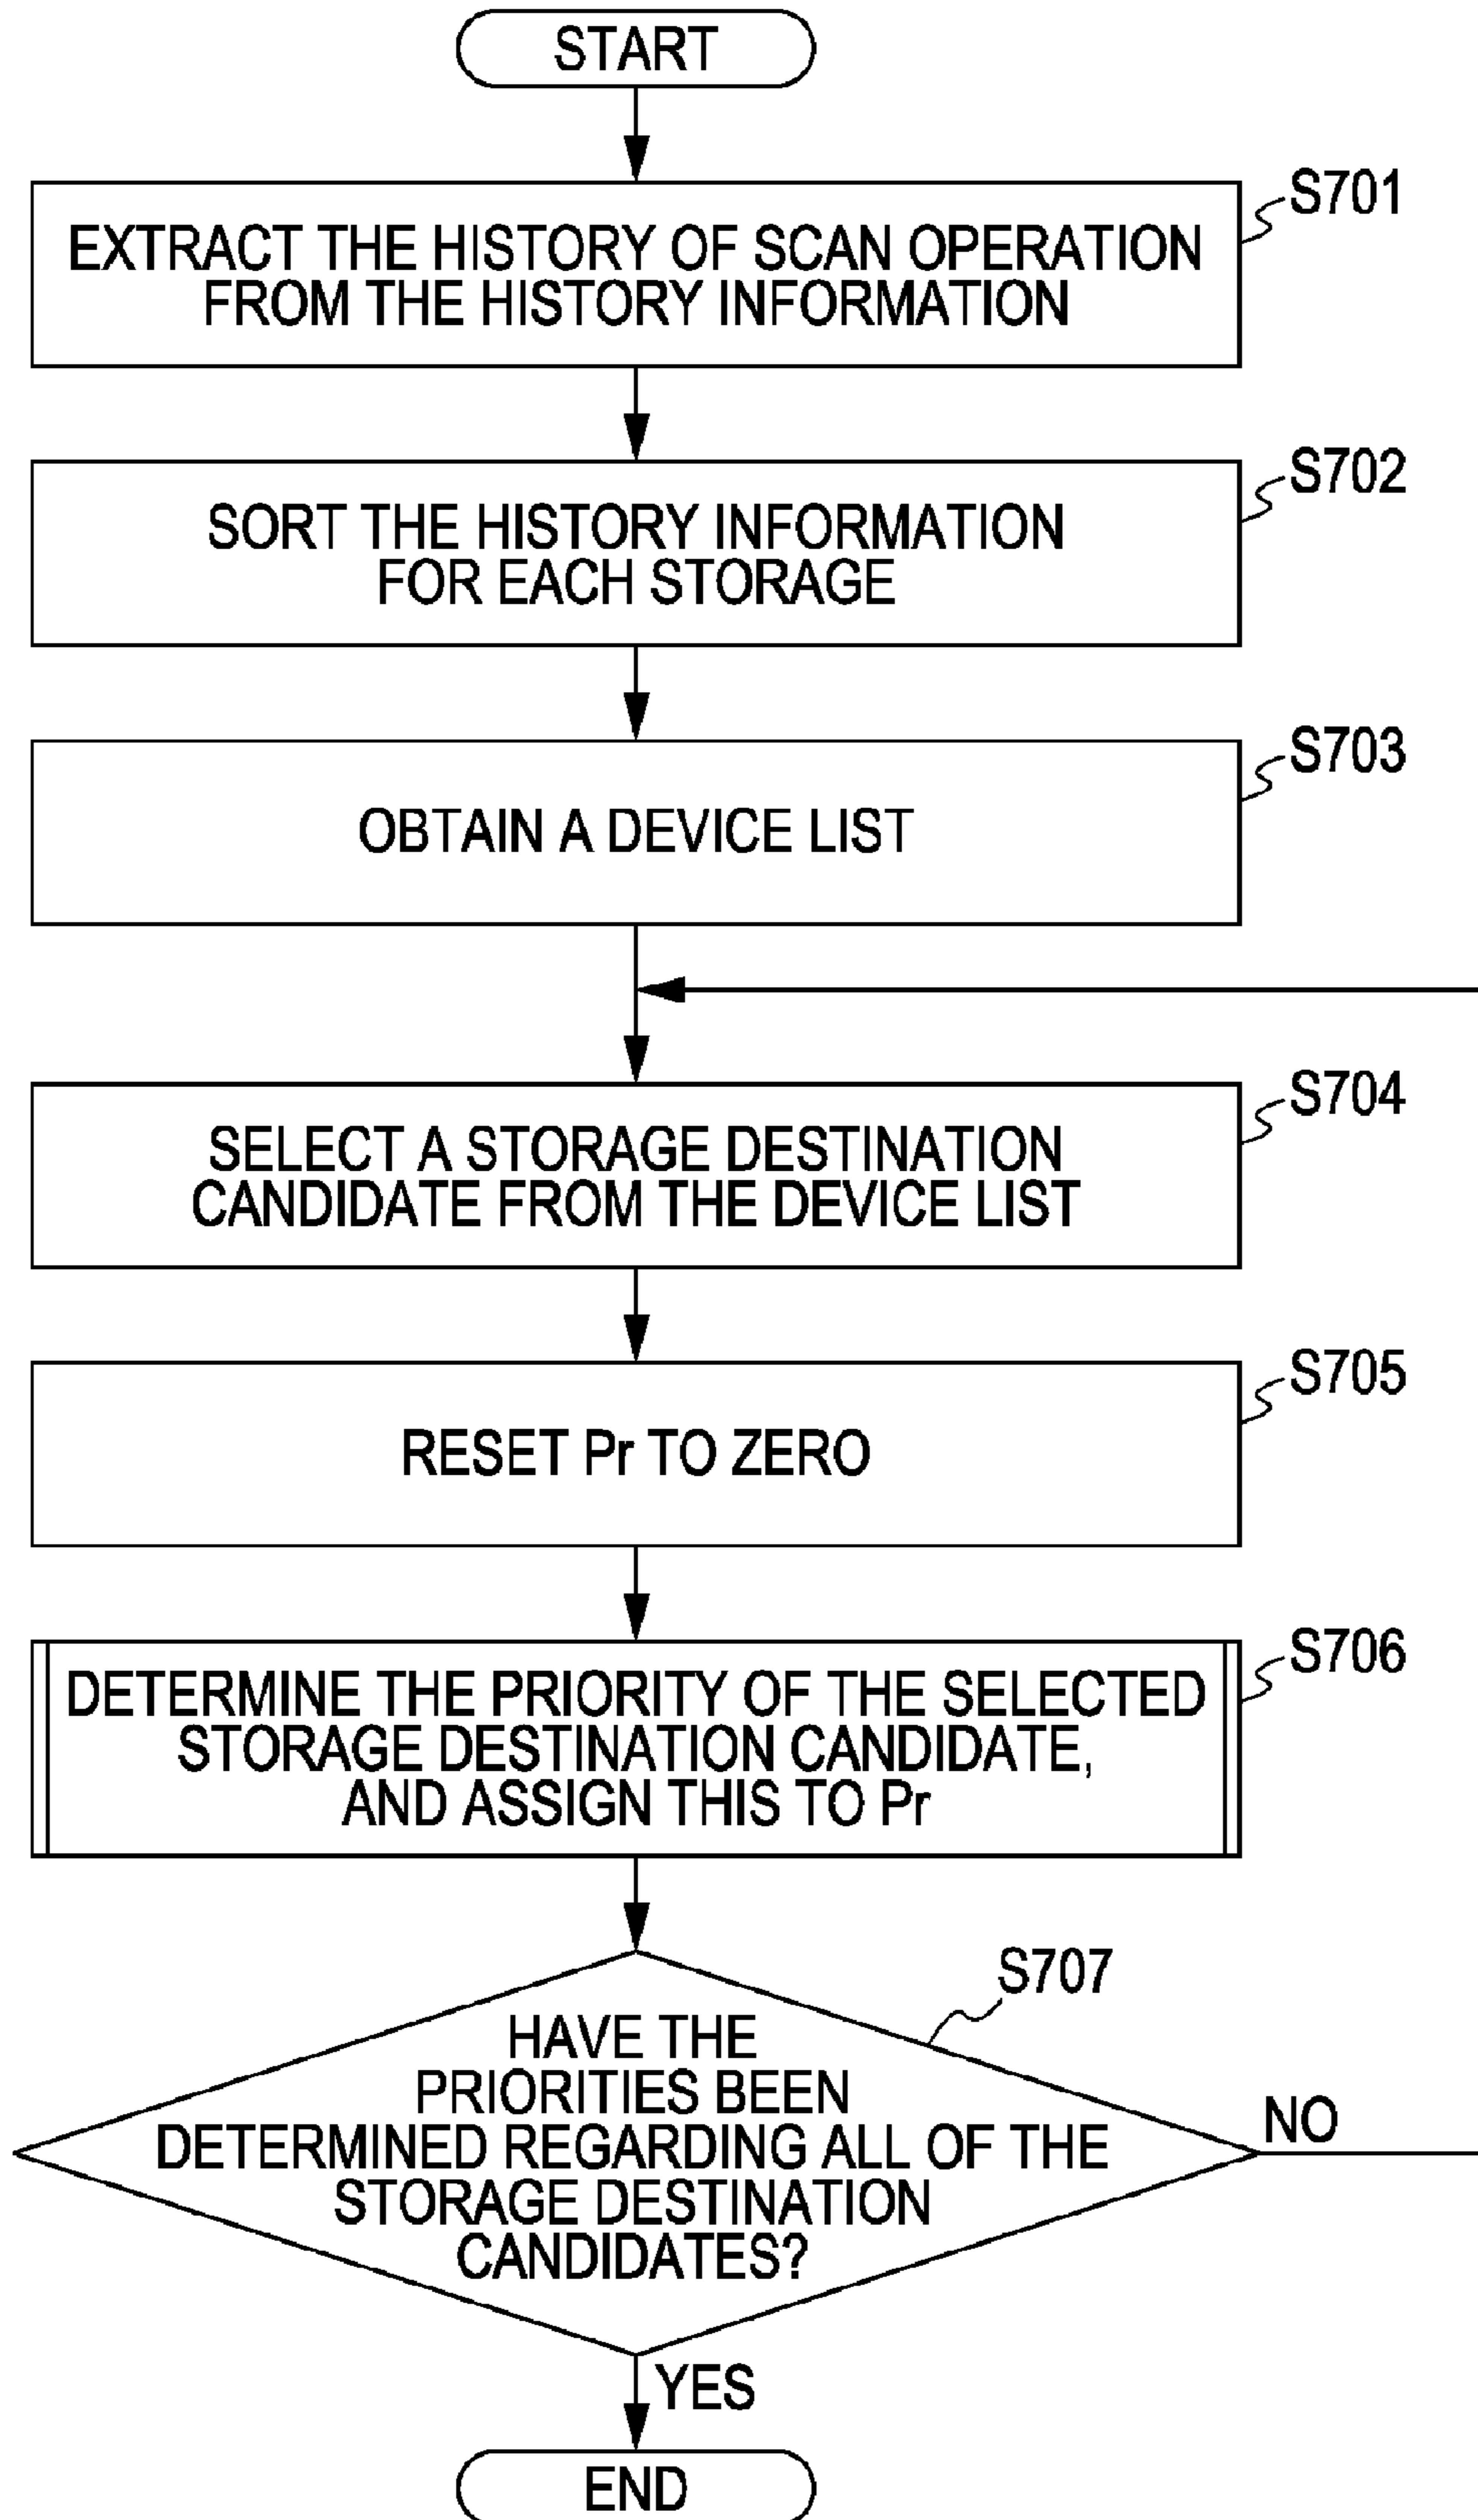 START
S701
EXTRACT THE HISTORY OF SCAN OPERATION
FROM THE HISTORY INFORMATION
S702
SORT THE HISTORY INFORMATION
FOR EACH STORAGE
S703
OBTAIN A DEVICE LIST
S704
SELECT A STORAGE DESTINATION
CANDIDATE FROM THE DEVICE LIST
S705
RESET Pr TO ZERO
S706
DETERMINE THE PRIORITY OF THE SELECTED
STORAGE DESTINATION CANDIDATE,
AND ASSIGN THIS TO Pr
S707
HAVE THE
PRIORITIES BEEN
DETERMINED REGARDING ALL OF THE
STORAGE DESTINATION
CANDIDATES?
NO
YES
END